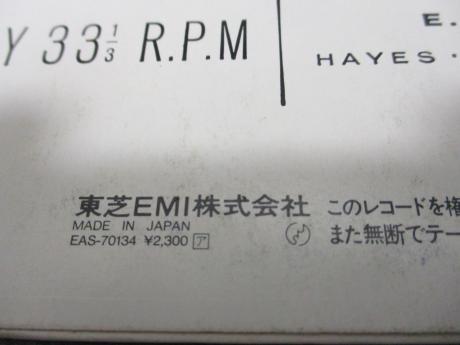 Y 33⅓ R.P.M
E.
HAYES ·
東芝EMI株式会社
MADE IN JAPAN
EAS-70134 ¥2,300 ア
このレコードを権
また無断でテー